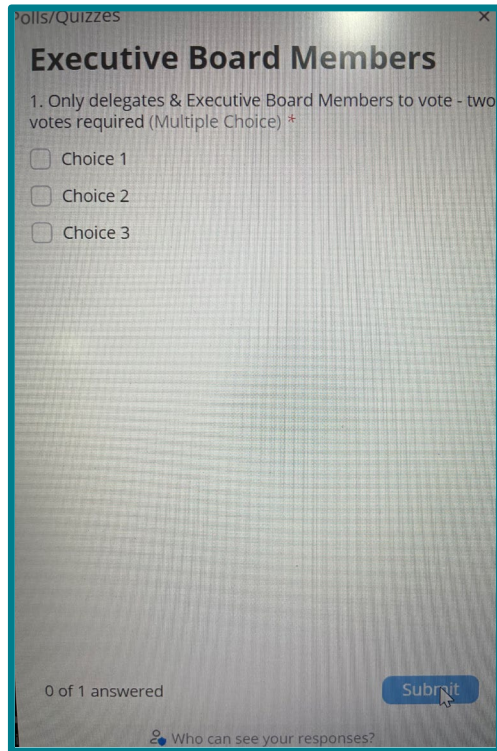 Polls/Quizzes
Executive Board Members
1. Only delegates & Executive Board Members to vote - two
votes required (Multiple Choice) *
Choice 1
Choice 2
Choice 3
0 of 1 answered
Submit
Who can see your responses?